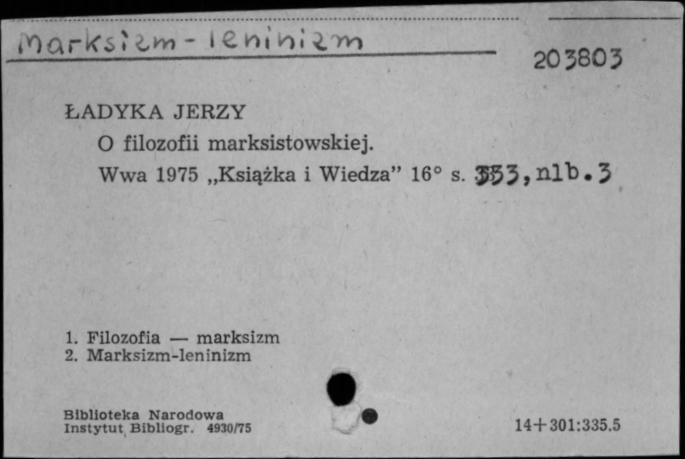 Marksizm-leninizm
203803
ŁADYKA JERZY
O filozofii marksistowskiej.
Wwa 1975 „Książka i Wiedza” 16° s. 333, nlb. 3
1. Filozofia — marksizm
2. Marksizm-leninizm
Biblioteka Narodowa
Instytut Bibliogr. 4930/75
14+301:335.5